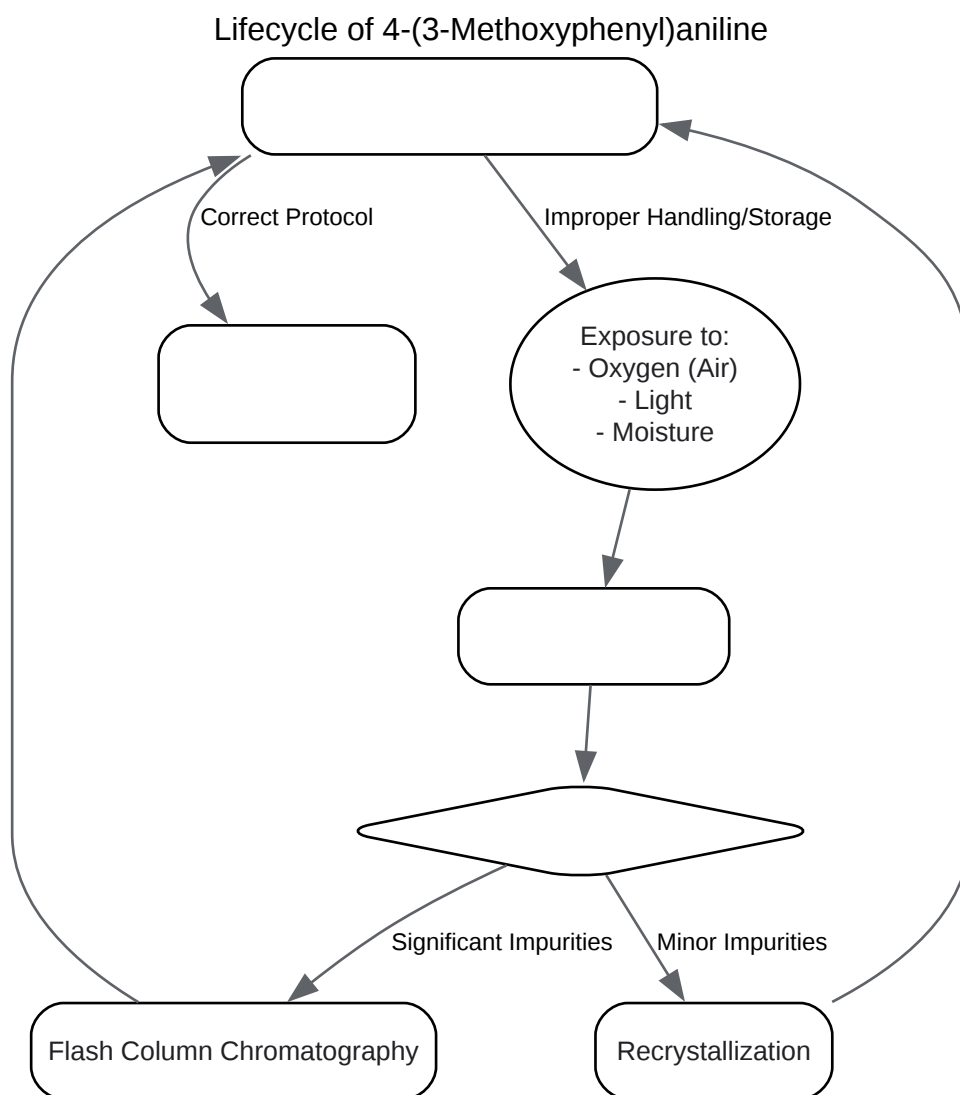 Lifecycle of 4-(3-Methoxyphenyl)aniline
Correct Protocol
Improper Handling/Storage
Exposure to:
- Oxygen (Air)
- Light
- Moisture
Significant Impurities
Minor Impurities
Flash Column Chromatography
Recrystallization